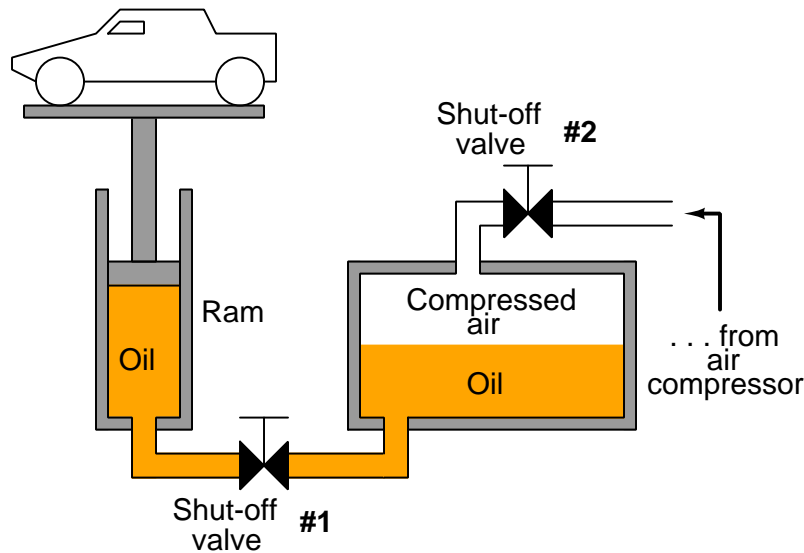 Shut-off
valve
#2
Ram
Compressed
air
Oil
Oil
. . . from
air
compressor
Shut-off
valve
#1